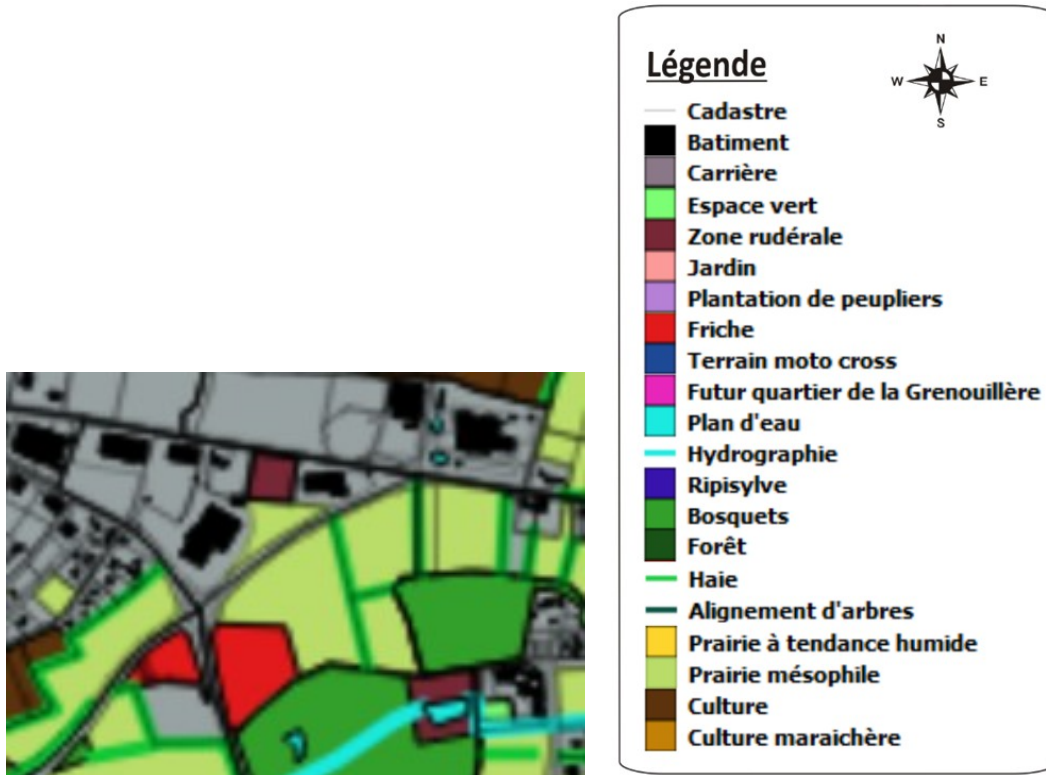 Légende
N
W
E
S
Cadastre
Batiment
Carrière
Espace vert
Zone rudérale
Jardin
Plantation de peupliers
Friche
Terrain moto cross
Futur quartier de la Grenouillère
Plan d'eau
Hydrographie
Ripisylve
Bosquets
Forêt
Haie
Alignement d'arbres
Prairie à tendance humide
Prairie mésophile
Culture
Culture maraichère